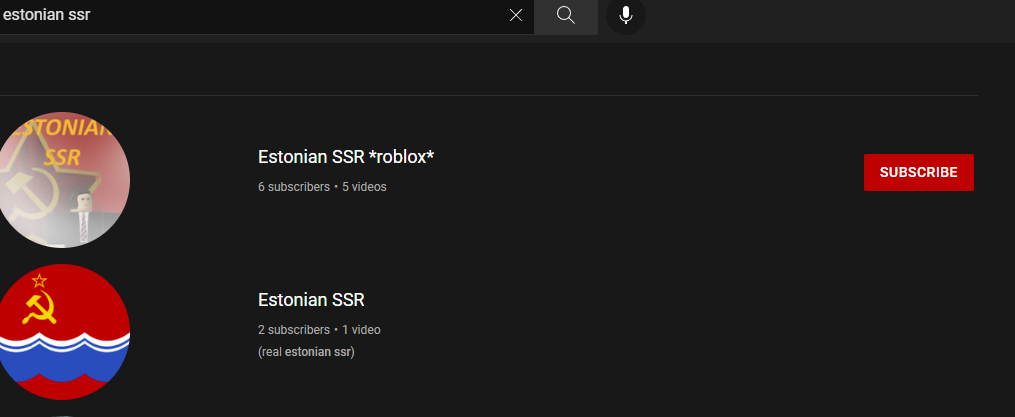 estonian ssr
ESTONIAN
SSR
Estonian SSR *roblox*
6 subscribers • 5 videos
SUBSCRIBE
Estonian SSR
2 subscribers • 1 video
(real estonian ssr)